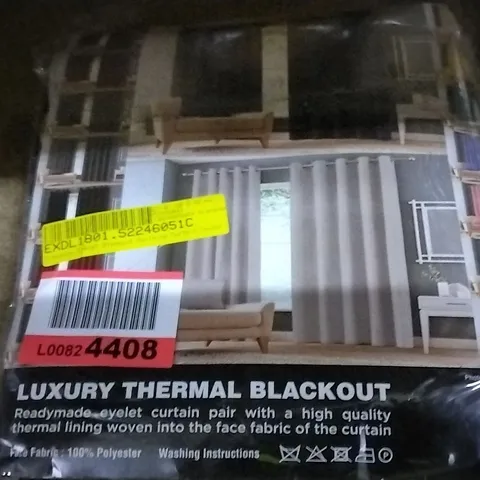 EXDL1801.52246051C
L0082 4408
LUXURY THERMAL BLACKOUT
Readymade eyelet curtain pair with a high quality
thermal lining woven into the face fabric of the curtain
Face Fabric: 100% Polyester Washing Instructions
P